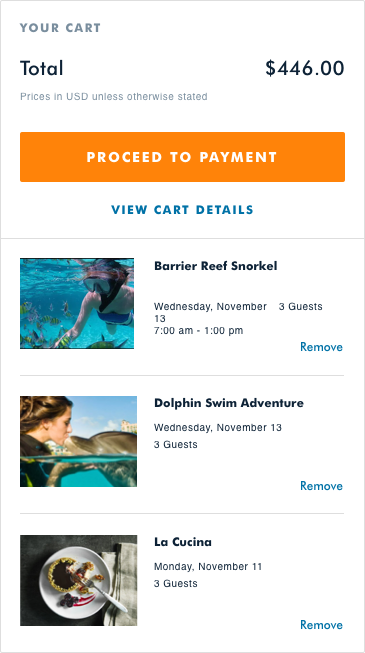 YOUR CART
Total $446.00
Prices in USD unless otherwise stated
PROCEED TO PAYMENT
VIEW CART DETAILS
Barrier Reef Snorkel
Wednesday, November 3 Guests
13
7:00 am - 1:00 pm
Remove
Dolphin Swim Adventure
Wednesday, November 13
3 Guests
Remove
La Cucina
Monday, November 11
3 Guests
Remove